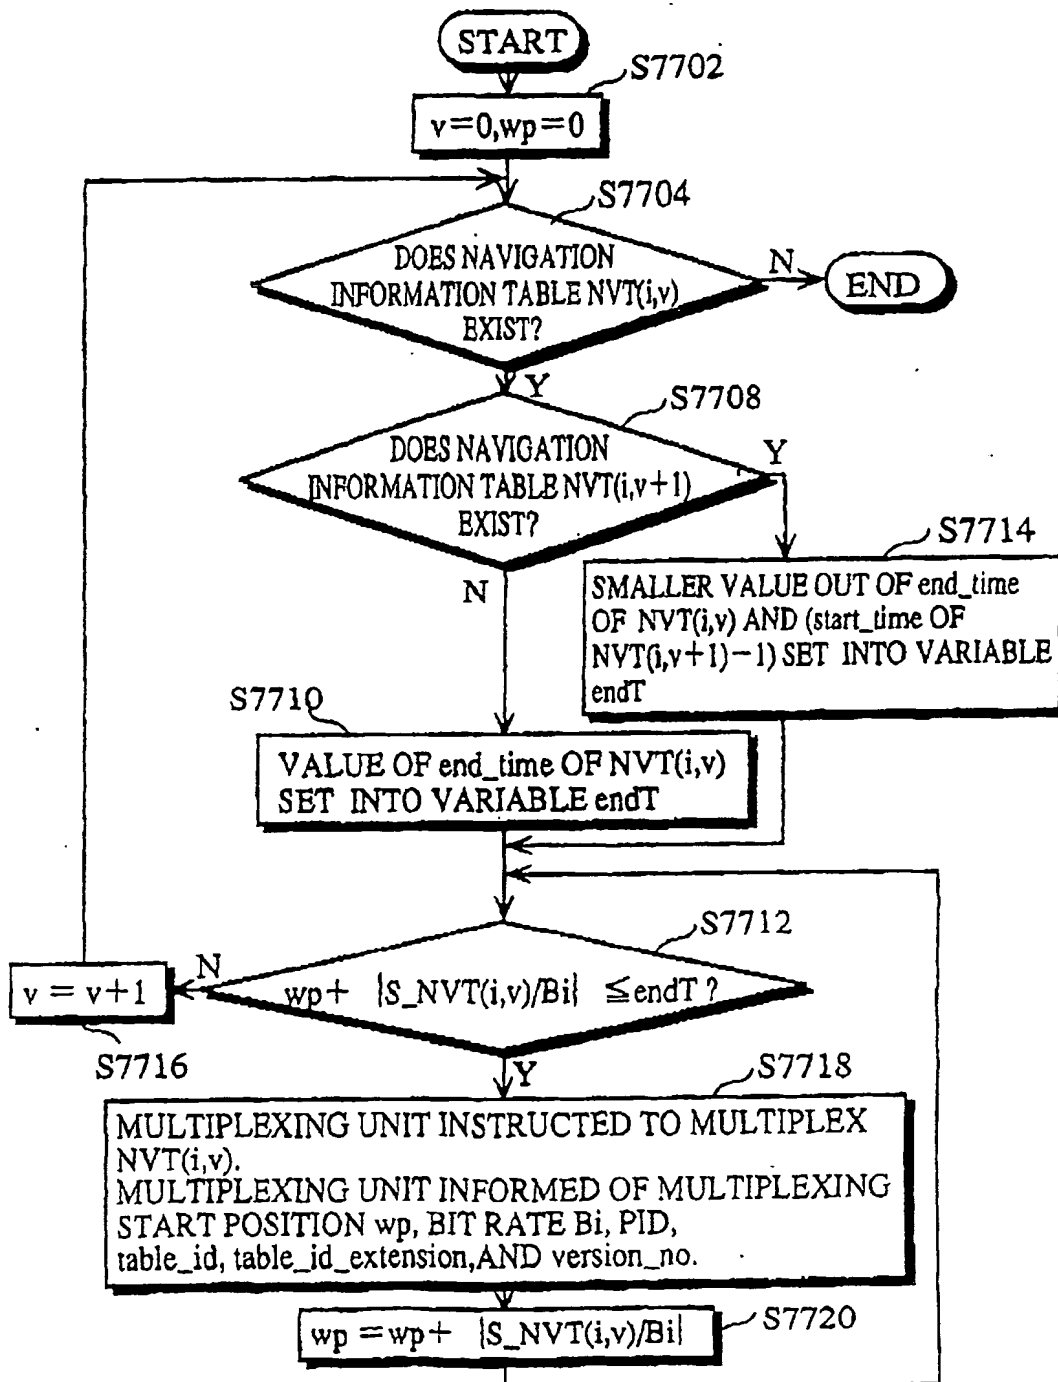 START
S7702
v=0,wp=0
S7704
DOES NAVIGATION
INFORMATION TABLE NVT(i,v)
EXIST?
N
END
Y
S7708
DOES NAVIGATION
INFORMATION TABLE NVT(i,v+1)
EXIST?
Y
N
S7714
SMALLER VALUE OUT OF end_time
OF NVT(i,v) AND (start_time OF
NVT(i,v+1)-1) SET INTO VARIABLE
endT
S7710
VALUE OF end_time OF NVT(i,v)
SET INTO VARIABLE endT
S7712
N
wp+ |S_NVT(i,v)/Bi| ≦endT ?
v = v+1
S7716
Y
S7718
MULTIPLEXING UNIT INSTRUCTED TO MULTIPLEX
NVT(i,v).
MULTIPLEXING UNIT INFORMED OF MULTIPLEXING
START POSITION wp, BIT RATE Bi, PID,
table_id, table_id_extension,AND version_no.
S7720
wp =wp+ |S_NVT(i,v)/Bi|